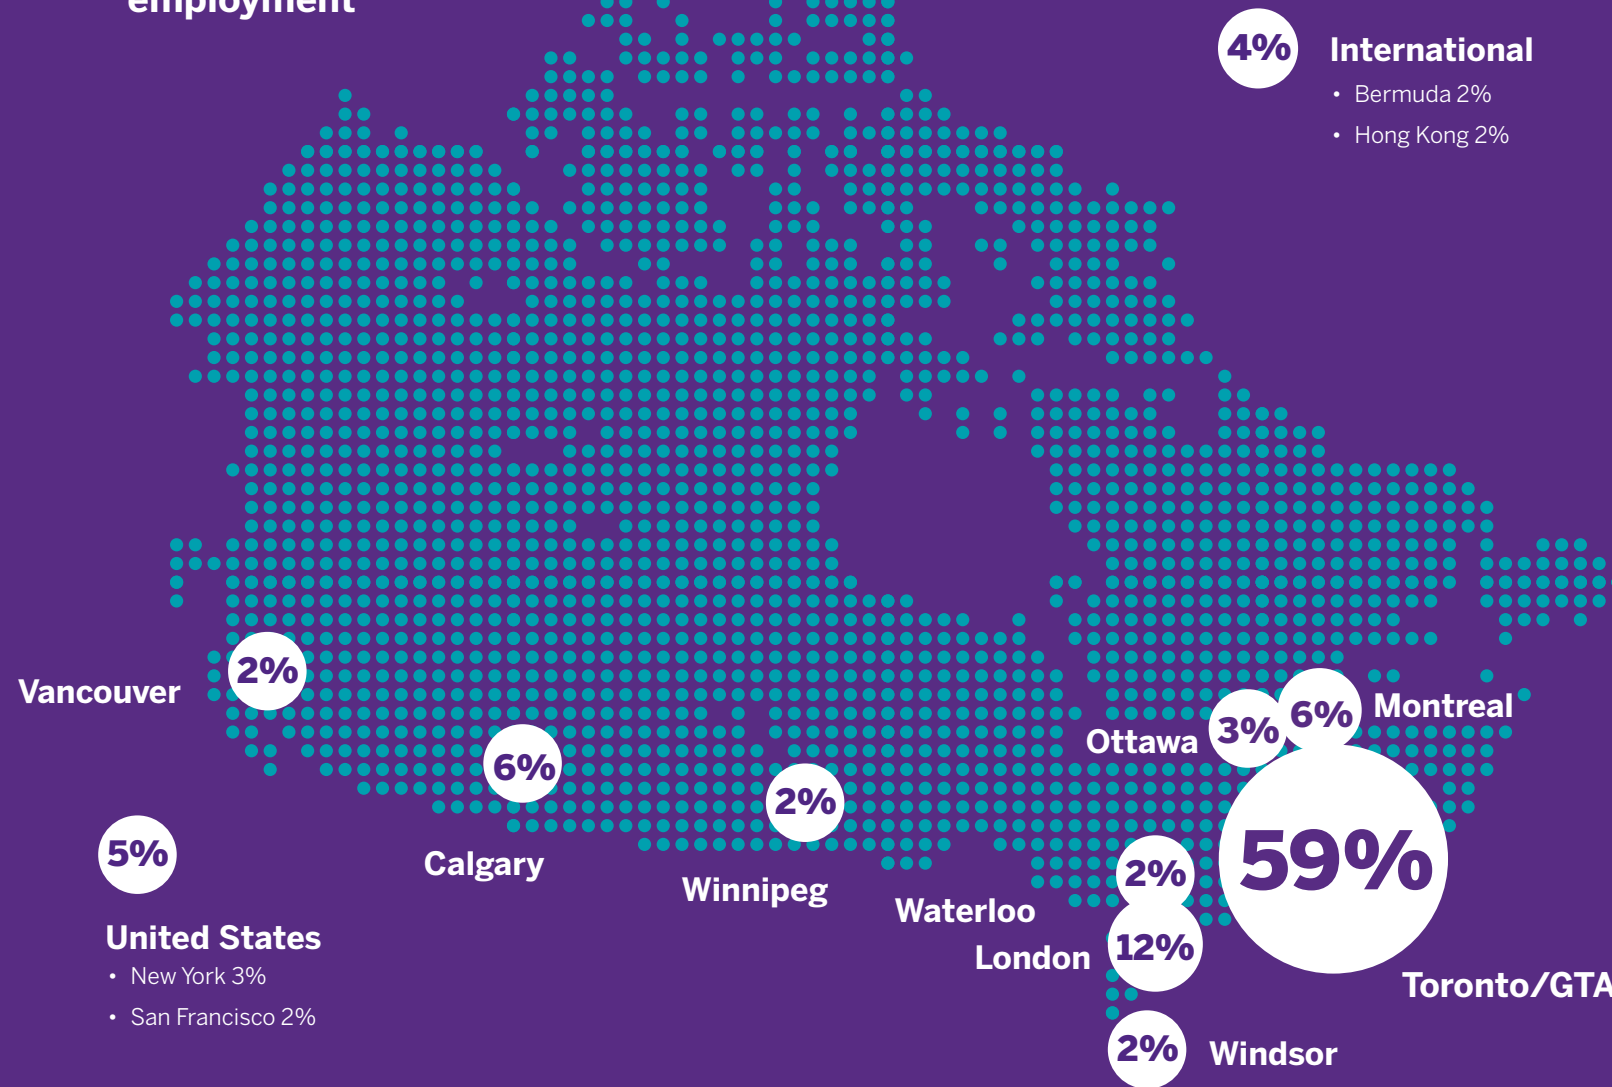 employment
4%
International
• Bermuda 2%
• Hong Kong 2%
Vancouver
2%
6%
Calgary
2%
Winnipeg
Ottawa
3%
6%
Montreal
59%
Toronto/GTA
Waterloo
2%
London
12%
2%
Windsor
5%
United States
• New York 3%
• San Francisco 2%